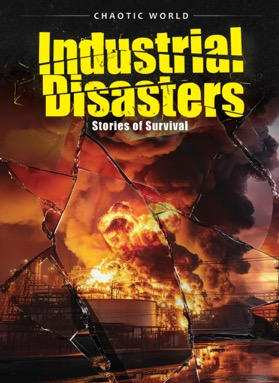 CHAOTIC WORLD
Industrial
Disasters
Stories of Survival